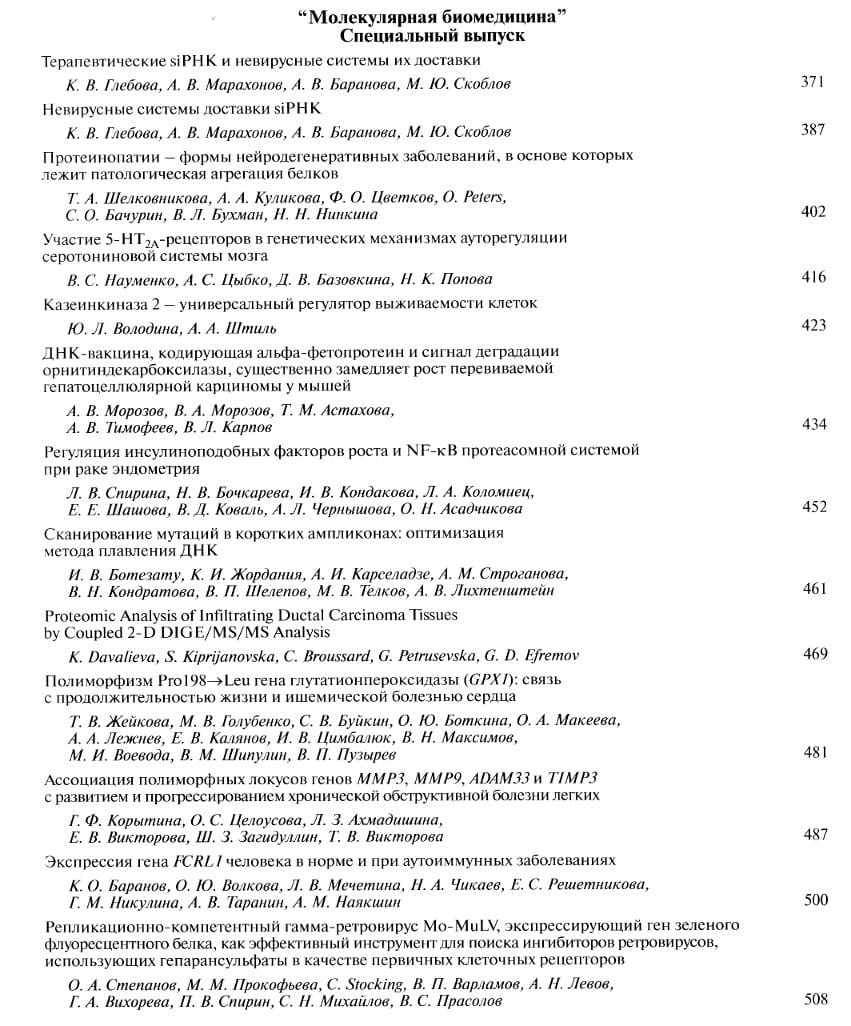 “Молекулярная биомедицина”
Специальный выпуск
Терапевтические siРНК и невирусные системы их доставки
К. В. Глебова, А. В. Марахонов, А. В. Баранова, М. Ю. Скоблов 371
Невирусные системы доставки siРНК
К. В. Глебова, А. В. Марахонов, А. В. Баранова, М. Ю. Скоблов 387
Протеинопатии – формы нейродегенеративных заболеваний, в основе которых
лежит патологическая агрегация белков
Т. А. Шелковникова, А. А. Куликова, Ф. О. Цветков, O. Peters,
С. О. Бачурин, В. Л. Бухман, Н. Н. Нинкина 402
Участие 5-НТ2А-рецепторов в генетических механизмах ауторегуляции
серотониновой системы мозга
В. С. Науменко, А. С. Цыбко, Д. В. Базовкина, Н. К. Попова 416
Казеинкиназа 2 – универсальный регулятор выживаемости клеток
Ю. Л. Володина, А. А. Штиль 423
ДНК-вакцина, кодирующая альфа-фетопротеин и сигнал деградации
орнитиндекарбоксилазы, существенно замедляет рост перевиваемой
гепатоцеллюлярной карциномы у мышей
А. В. Морозов, В. А. Морозов, Т. М. Астахова,
А. В. Тимофеев, В. Л. Карпов 434
Регуляция инсулиноподобных факторов роста и NF-κB протеасомной системой
при раке эндометрия
Л. В. Спирина, Н. В. Бочкарева, И. В. Кондакова, Л. А. Коломиец,
Е. Е. Шашова, В. Д. Коваль, А. Л. Чернышова, О. Н. Асадчикова 452
Сканирование мутаций в коротких ампликонах: оптимизация
метода плавления ДНК
И. В. Ботезату, К. И. Жордания, А. И. Карселадзе, А. М. Строганова,
В. Н. Кондратова, В. П. Шелепов, М. В. Телков, А. В. Лихтенштейн 461
Proteomic Analysis of Infiltrating Ductal Carcinoma Tissues
by Coupled 2-D DIGE/MS/MS Analysis
K. Davalieva, S. Kiprijanovska, C. Broussard, G. Petrusevska, G. D. Efremov 469
Полиморфизм Pro198→Leu гена глутатионпероксидазы (GPX1): связь
с продолжительностью жизни и ишемической болезнью сердца
Т. В. Жейкова, М. В. Голубенко, С. В. Буйкин, О. Ю. Боткина, О. А. Макеева,
А. А. Лежнев, Е. В. Калянов, И. В. Цимбалюк, В. Н. Максимов,
М. И. Воевода, В. М. Шипулин, В. П. Пузырев 481
Ассоциация полиморфных локусов генов MMP3, MMP9, ADAM33 и TIMP3
с развитием и прогрессированием хронической обструктивной болезни легких
Г. Ф. Корытина, О. С. Целоусова, Л. З. Ахмадишина,
Е. В. Викторова, Ш. З. Загидуллин, Т. В. Викторова 487
Экспрессия гена FCRL1 человека в норме и при аутоиммунных заболеваниях
К. О. Баранов, О. Ю. Волкова, Л. В. Мечетина, Н. А. Чикаев, Е. С. Решетникова,
Г. М. Никулина, А. В. Таранин, А. М. Наякшин 500
Репликационно-компетентный гамма-ретровирус Mo-MuLV, экспрессирующий ген зеленого
флуоресцентного белка, как эффективный инструмент для поиска ингибиторов ретровирусов,
использующих гепарансульфаты в качестве первичных клеточных рецепторов
О. А. Степанов, М. М. Прокофьева, C. Stocking, В. П. Варламов, А. Н. Левов,
Г. А. Вихорева, П. В. Спирин, С. Н. Михайлов, В. С. Прасолов 508